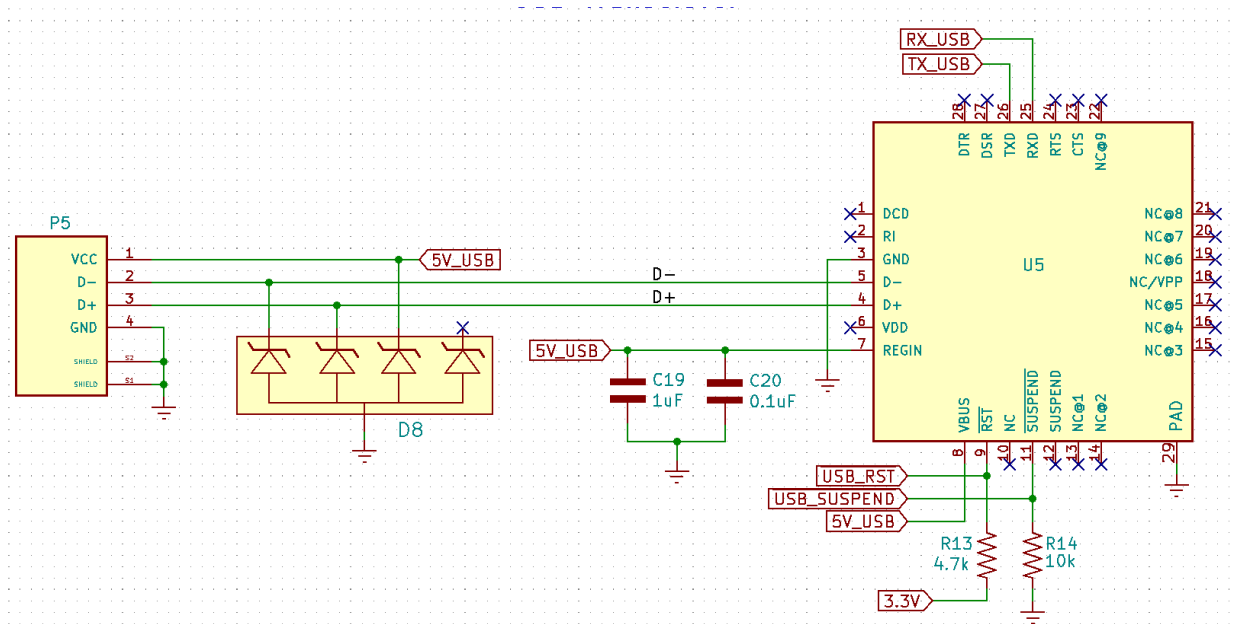 RX_USB
TX_USB
28 27 26 25 24 23 22
DTR DSR TXD RXD RTS CTS NC@9
P5
VCC 1
D- 2
D+ 3
GND 4
SHIELD S2
SHIELD S1
5V_USB
D-
D+
D8
5V_USB
C19
1uF
C20
0.1uF
1 DCD
2 RI
3 GND
5 D-
4 D+
6 VDD
7 REGIN
U5
NC@8 21
NC@7 20
NC@6 19
NC/VPP 18
NC@5 17
NC@4 16
NC@3 15
VBUS RST NC SUSPEND SUSPEND NC@1 NC@2 PAD
8 9 10 11 12 13 14 29
USB_RST
USB_SUSPEND
5V_USB
R13
4.7k
R14
10k
3.3V